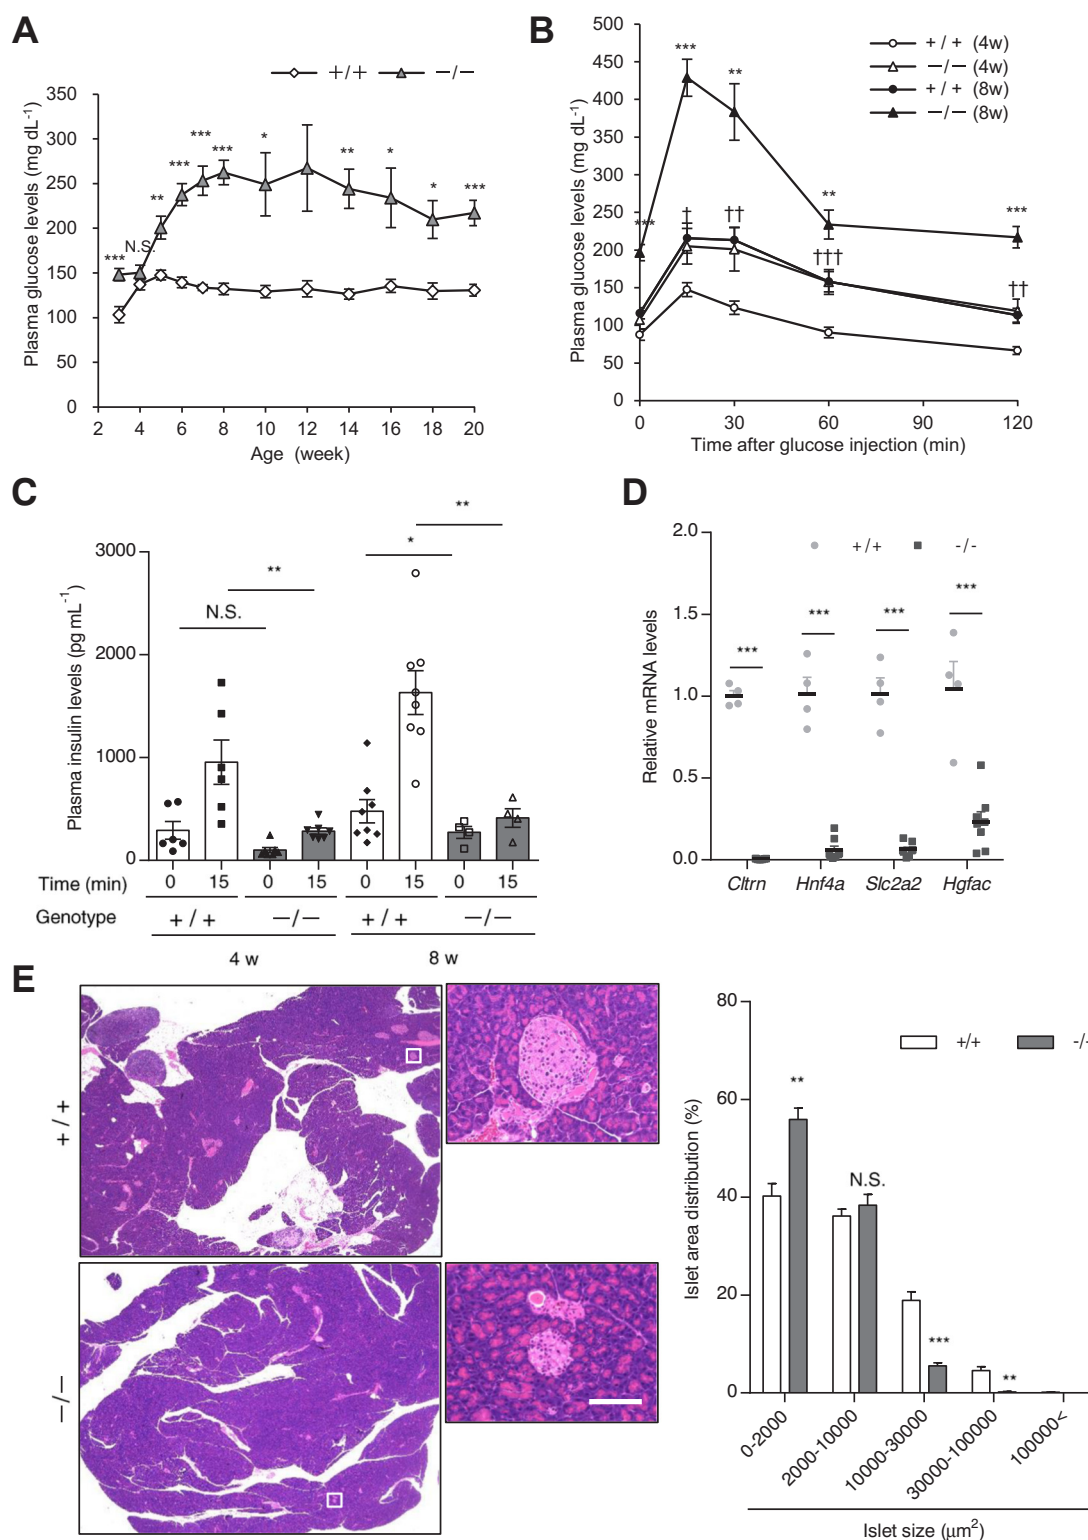 A
+/+ −/−
Plasma glucose levels (mg dL-1)
350
300
250
200
150
100
50
0
*** N.S. ** *** *** *** * ** * * ***
2 4 6 8 10 12 14 16 18 20
Age (week)
B
+/+ (4w)
−/− (4w)
+/+ (8w)
−/− (8w)
Plasma glucose levels (mg dL-1)
500
450
400
350
300
250
200
150
100
50
0
*** *** ** ** ***
‡ †† ††† ††
0 30 60 90 120
Time after glucose injection (min)
C
Plasma insulin levels (pg mL-1)
3000
2000
1000
0
N.S. ** * **
Time (min) 0 15 0 15 0 15 0 15
Genotype +/+ −/− +/+ −/−
4 w 8 w
D
+/+ -/-
Relative mRNA levels
2.0
1.5
1.0
0.5
0.0
*** *** *** ***
Cltrn Hnf4a Slc2a2 Hgfac
E
+/+
−/−
+/+ -/-
Islet area distribution (%)
80
60
40
20
0
** N.S. *** **
0-2000 2000-10000 10000-30000 30000-100000 100000<
Islet size (μm2)